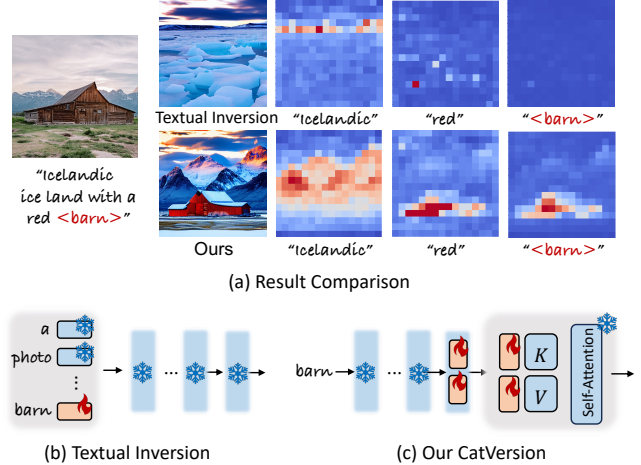 Textual Inversion
"Icelandic"
"red"
"<barn>"
"Icelandic
ice land with a
red <barn>"
Ours
"Icelandic"
"red"
"<barn>"
(a) Result Comparison
a
photo
⋮
barn
...
(b) Textual Inversion
barn
...
K
V
Self-Attention
(c) Our CatVersion